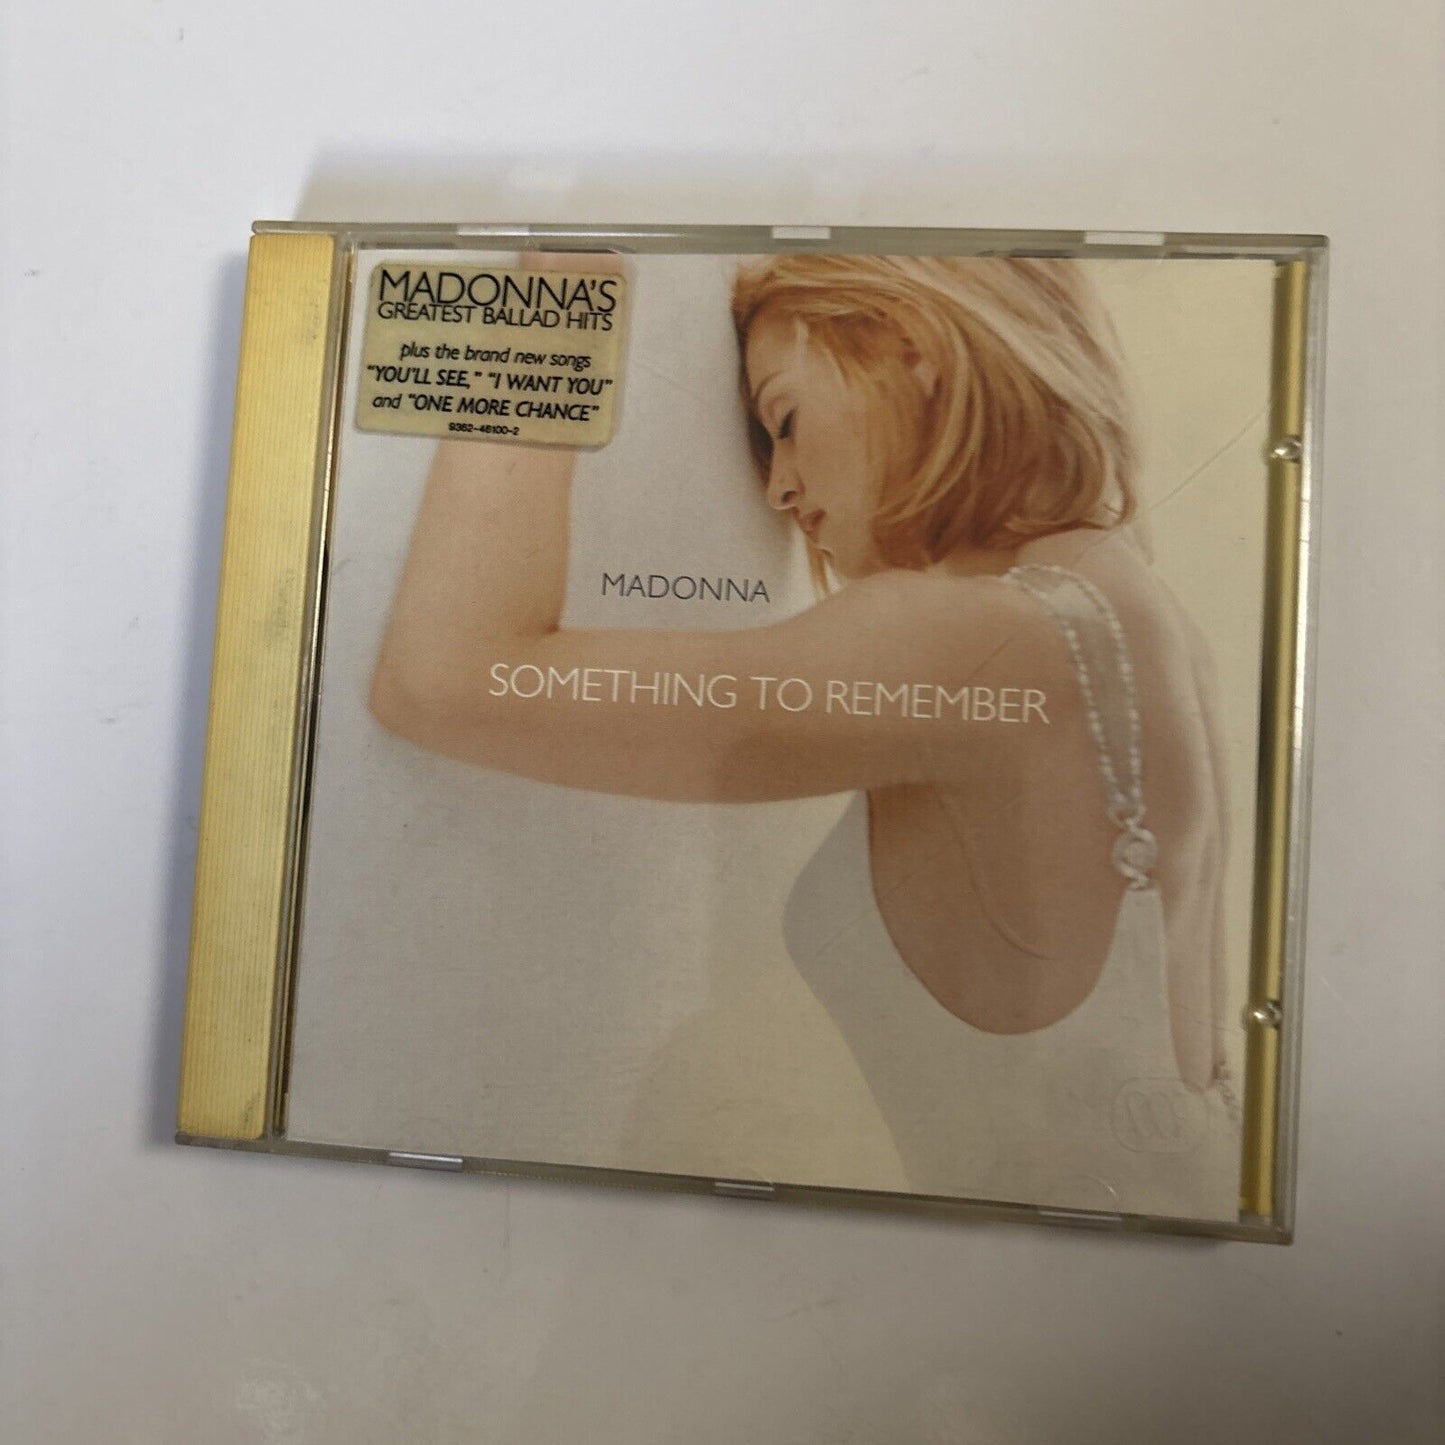 MADONNA'S
GREATEST BALLAD HITS
plus the brand new songs
"YOU'LL SEE," "I WANT YOU"
and "ONE MORE CHANCE"
9362-46100-2
MADONNA
SOMETHING TO REMEMBER